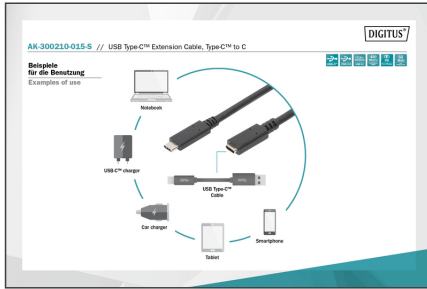 DIGITUS®
AK-300210-015-S // USB Type-C™ Extension Cable, Type-C™ to C
Beispiele
für die Benutzung
Examples of use
Notebook
USB-C™ charger
USB Type-C™
Cable
Car charger
Smartphone
Tablet